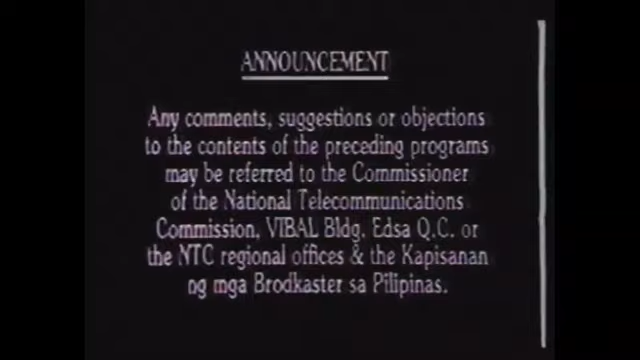 ANNOUNCEMENT
Any comments, suggestions or objections
to the contents of the preceding programs
may be referred to the Commissioner
of the National Telecommunications
Commission, VIBAL Bldg. Edsa Q.C. or
the NTC regional offices & the Kapisanan
ng mga Brodkaster sa Pilipinas.